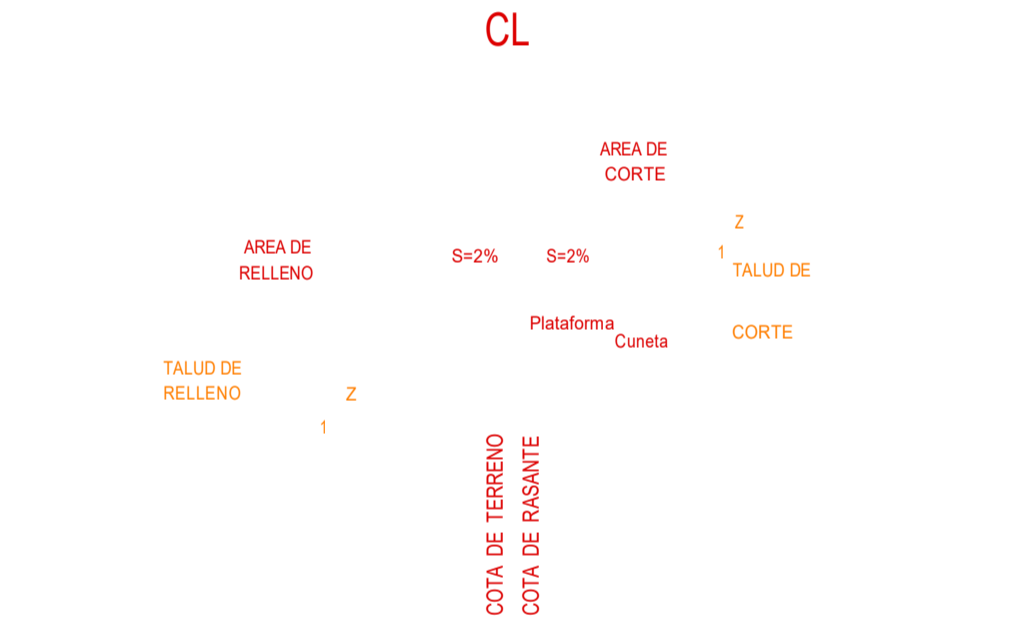 CL
AREA DE
CORTE
Z
1
TALUD DE
CORTE
AREA DE
RELLENO
S=2%
S=2%
Plataforma
Cuneta
TALUD DE
RELLENO
Z
1
COTA DE TERRENO
COTA DE RASANTE